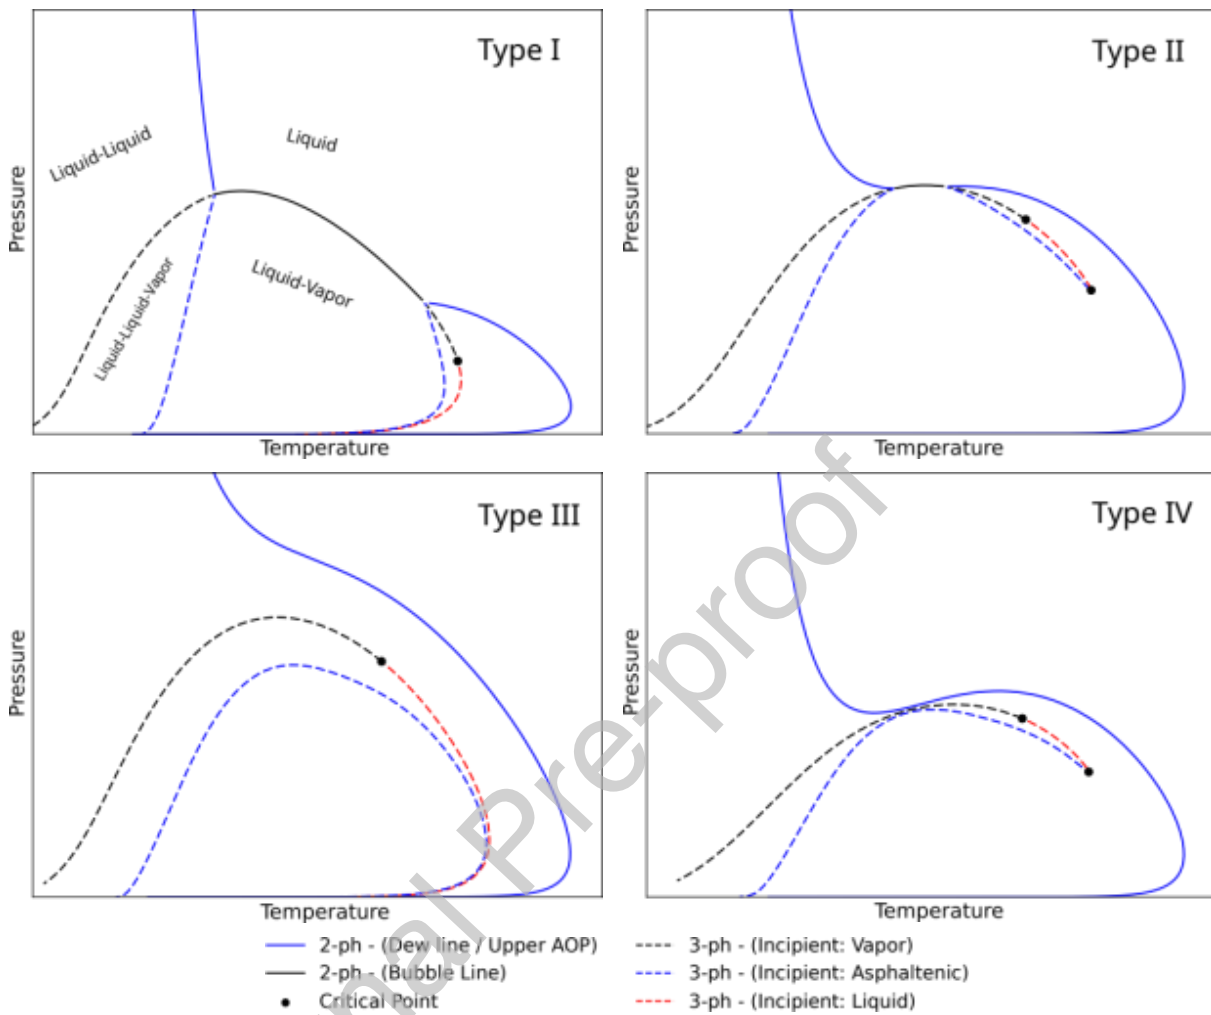 Type I
Liquid-Liquid
Liquid
Liquid-Vapor
Liquid-Liquid-Vapor
Pressure
Temperature
Type II
Pressure
Temperature
Type III
Pressure
Temperature
Type IV
Pressure
Temperature
2-ph - (Dew line / Upper AOP)
2-ph - (Bubble Line)
Critical Point
3-ph - (Incipient: Vapor)
3-ph - (Incipient: Asphaltenic)
3-ph - (Incipient: Liquid)
nal Pre-proof